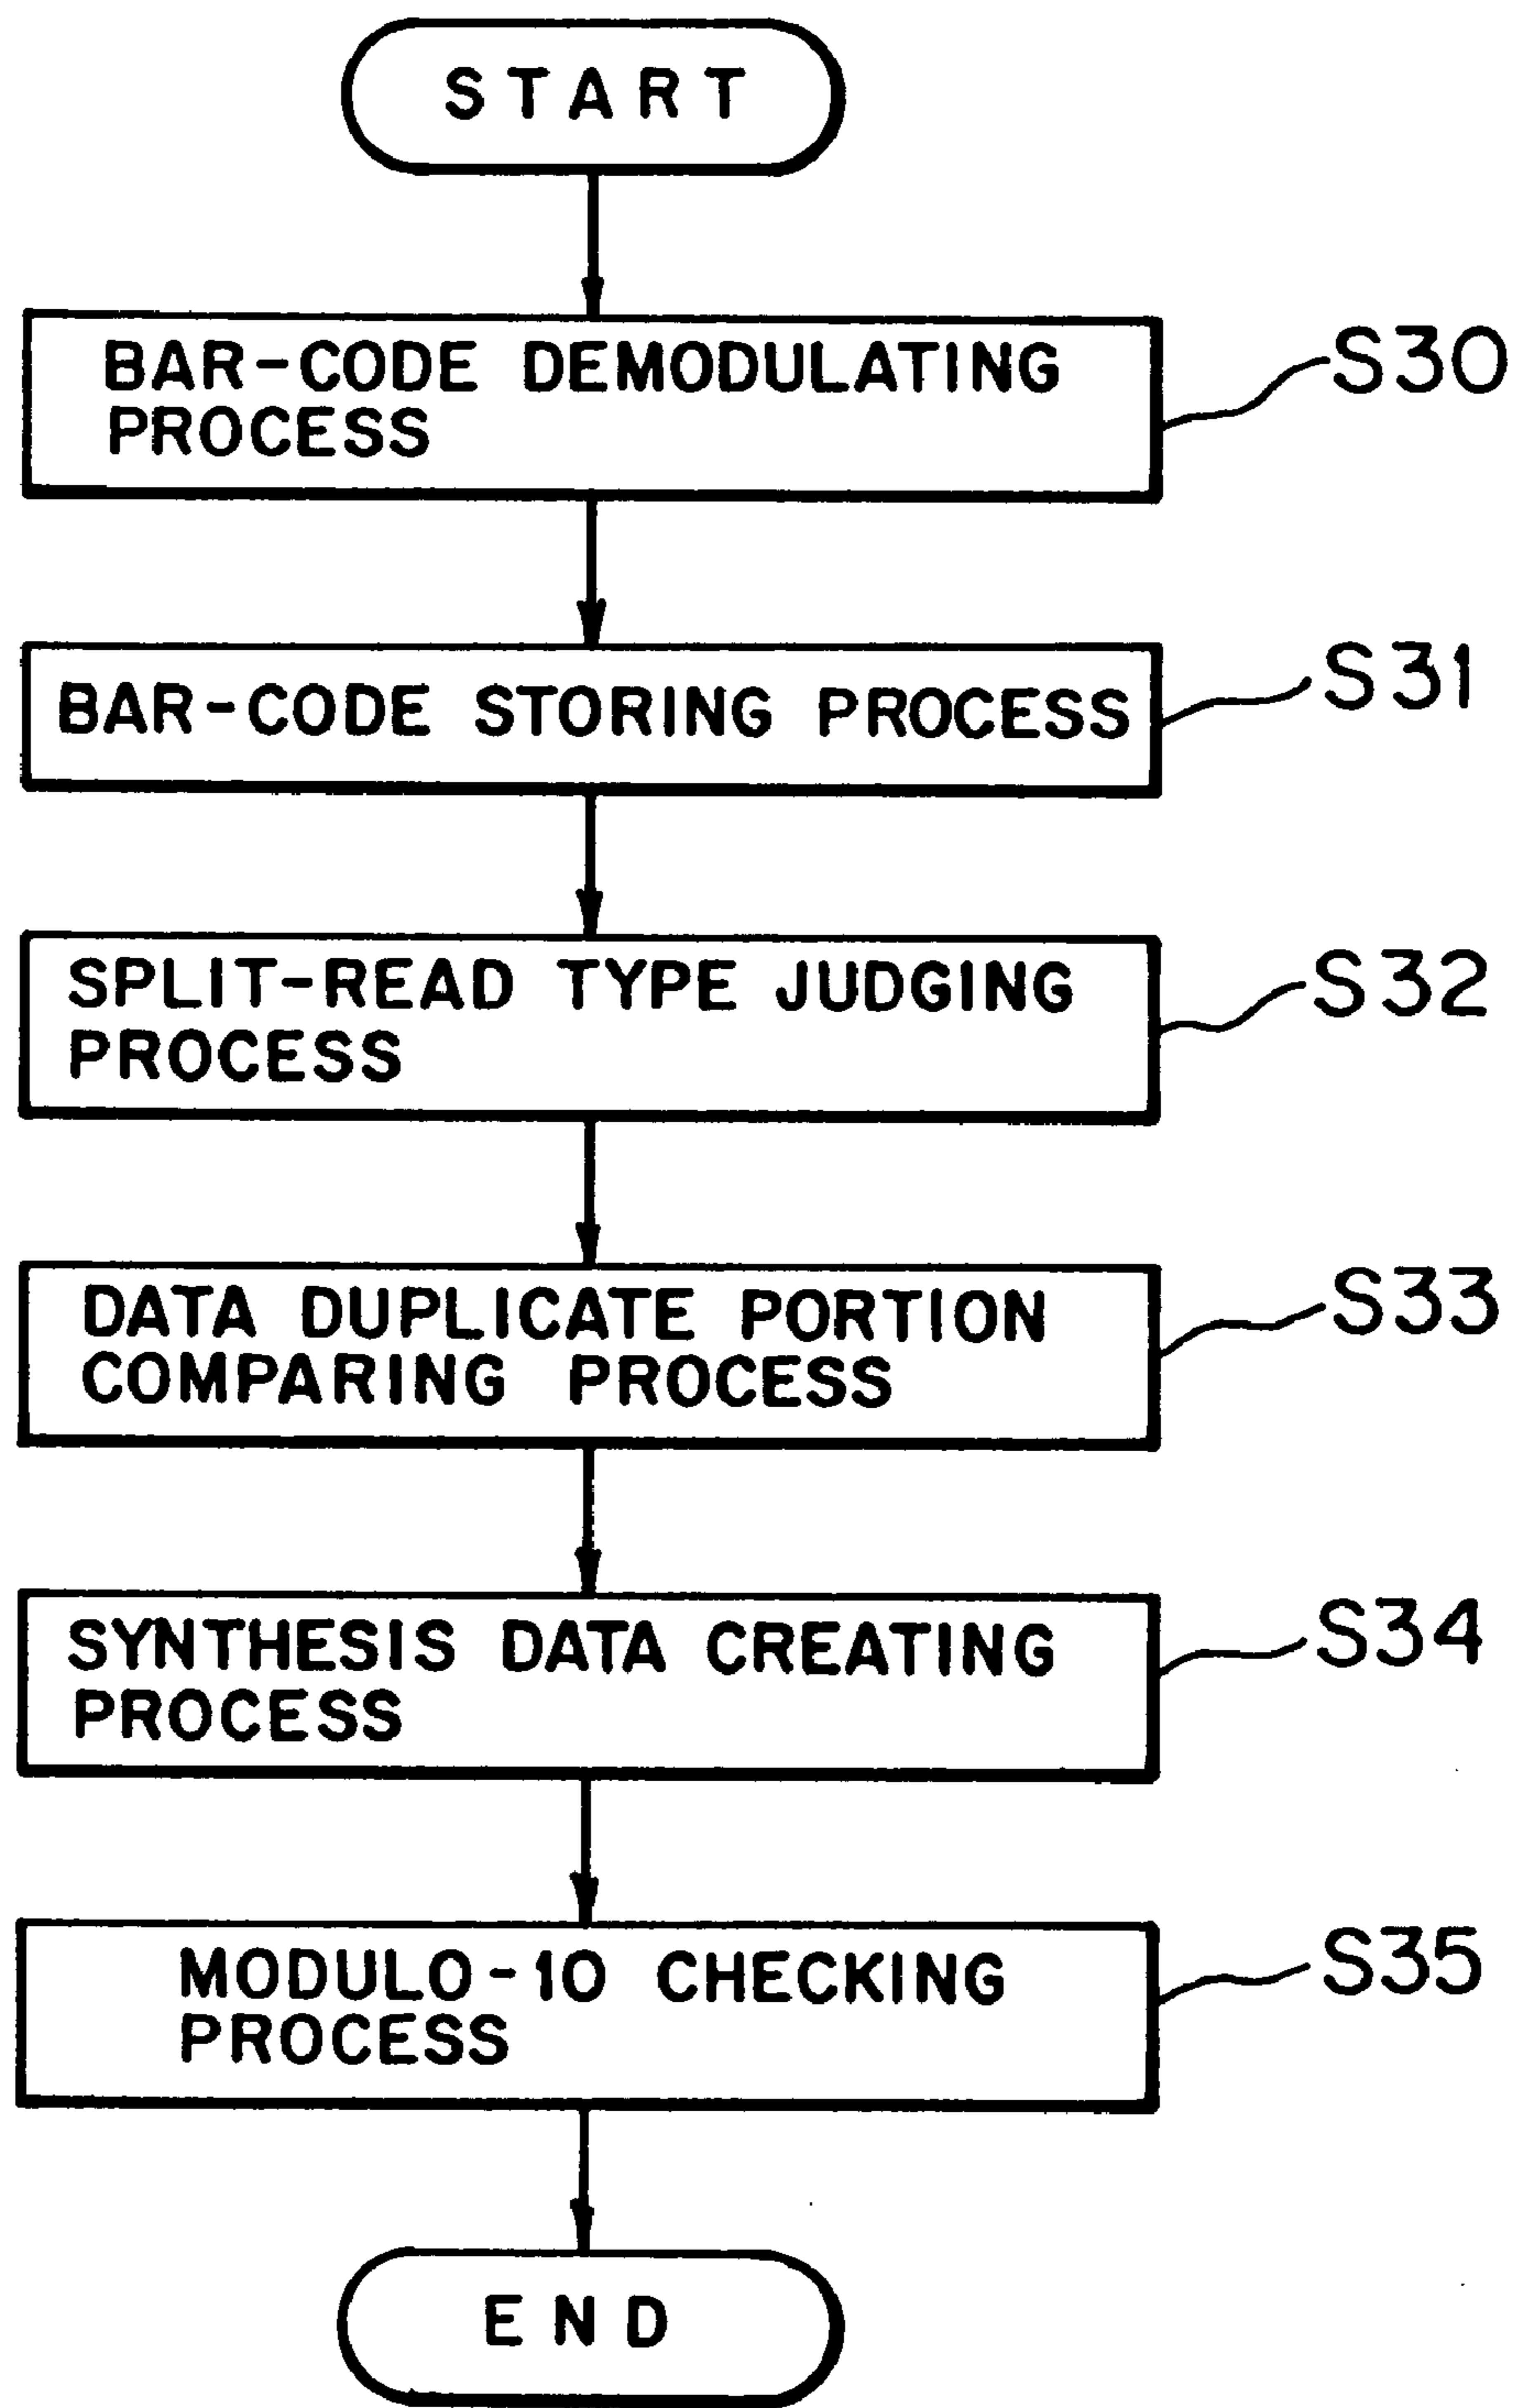 START
BAR-CODE DEMODULATING
PROCESS
S30
BAR-CODE STORING PROCESS
S31
SPLIT-READ TYPE JUDGING
PROCESS
S32
DATA DUPLICATE PORTION
COMPARING PROCESS
S33
SYNTHESIS DATA CREATING
PROCESS
S34
MODULO-10 CHECKING
PROCESS
S35
END